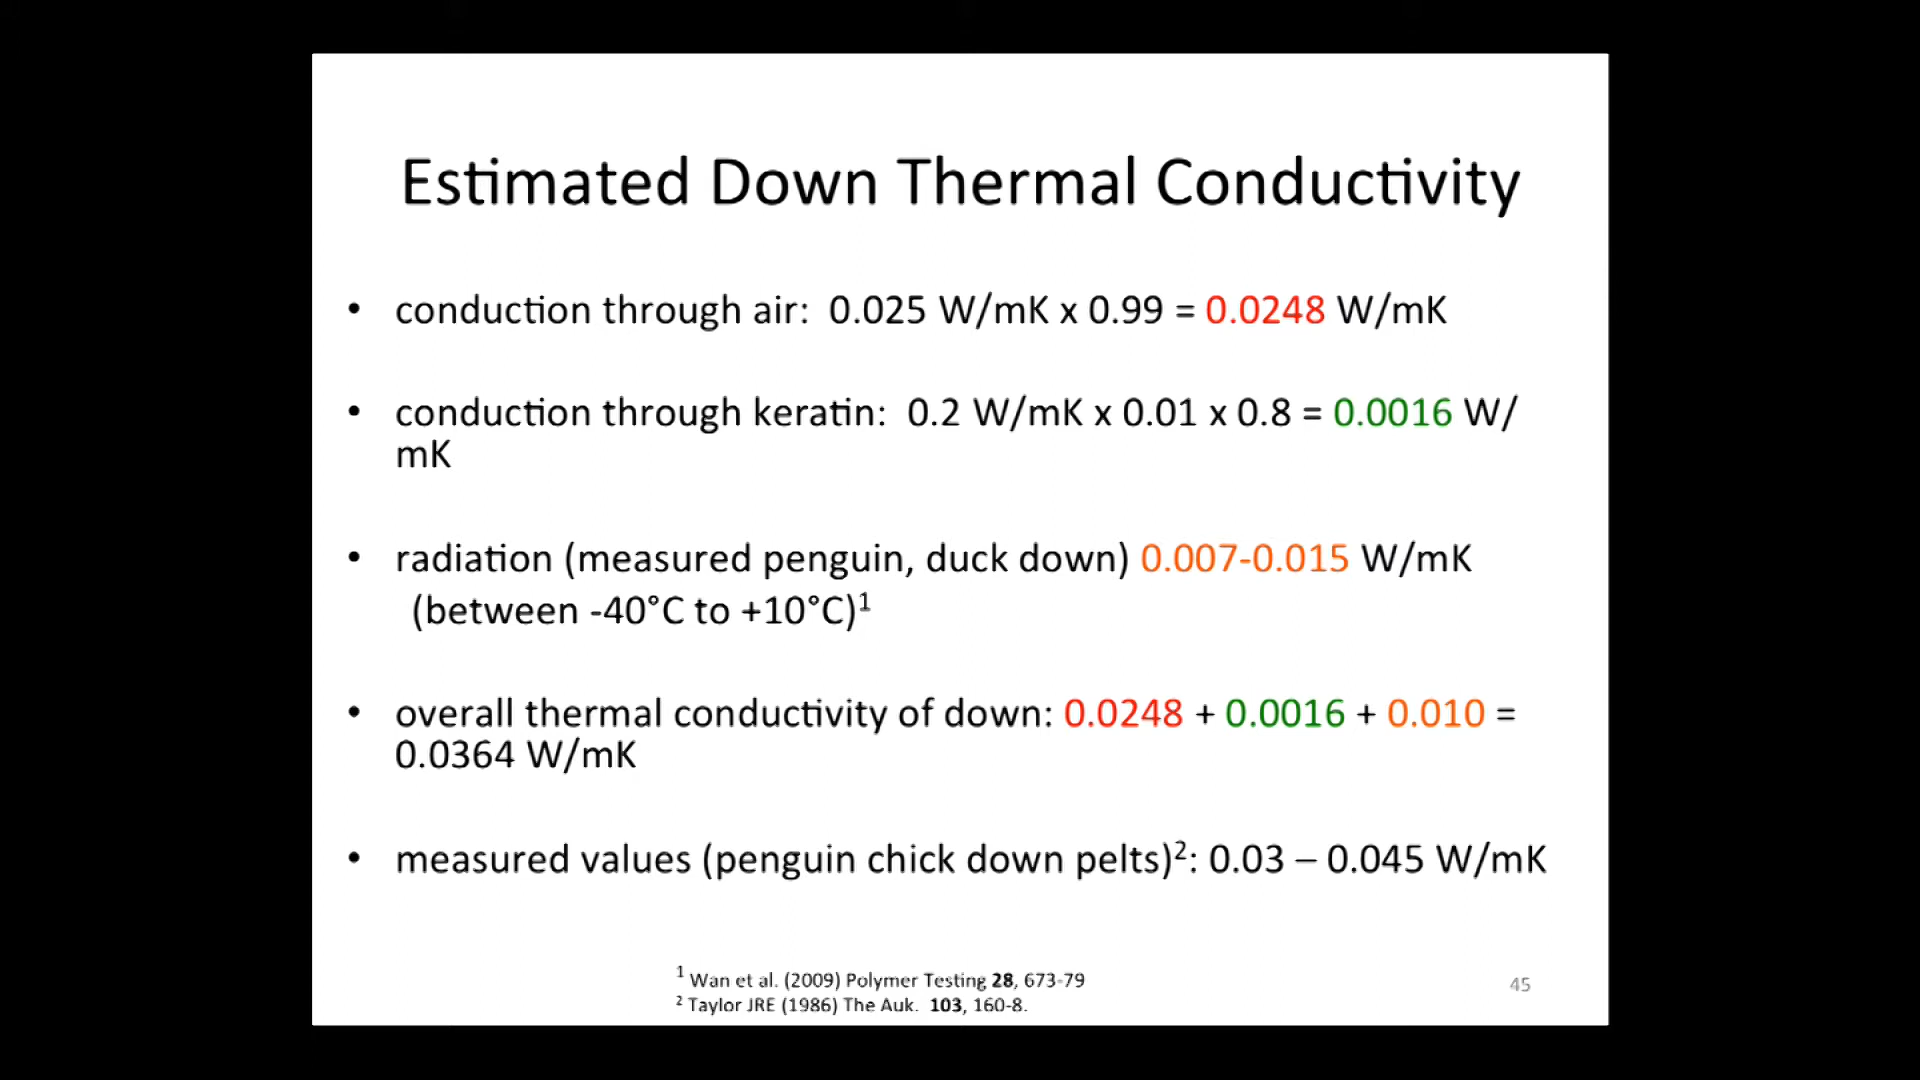 Estimated Down Thermal Conductivity
• conduction through air: 0.025 W/mK x 0.99 = 0.0248 W/mK
• conduction through keratin: 0.2 W/mK x 0.01 x 0.8 = 0.0016 W/
mK
• radiation (measured penguin, duck down) 0.007-0.015 W/mK
(between -40°C to +10°C)¹
• overall thermal conductivity of down: 0.0248 + 0.0016 + 0.010 =
0.0364 W/mK
• measured values (penguin chick down pelts)²: 0.03 – 0.045 W/mK
¹ Wan et al. (2009) Polymer Testing 28, 673-79
² Taylor JRE (1986) The Auk. 103, 160-8.
45